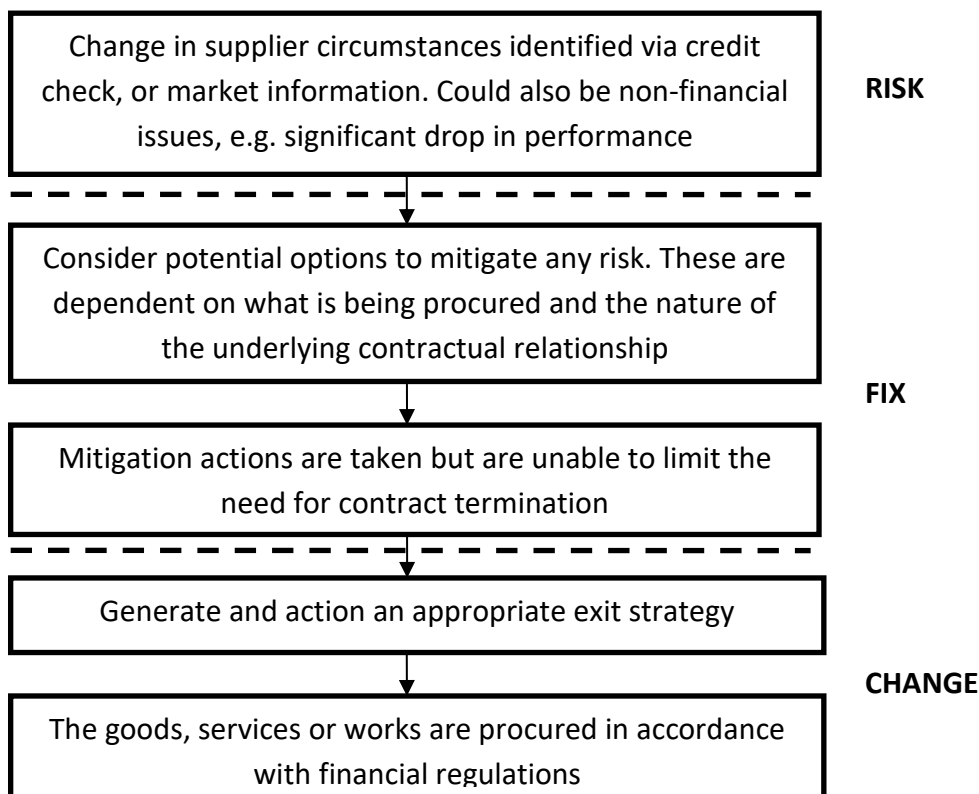 Change in supplier circumstances identified via credit
check, or market information. Could also be non-financial
issues, e.g. significant drop in performance
RISK
Consider potential options to mitigate any risk. These are
dependent on what is being procured and the nature of
the underlying contractual relationship
FIX
Mitigation actions are taken but are unable to limit the
need for contract termination
Generate and action an appropriate exit strategy
CHANGE
The goods, services or works are procured in accordance
with financial regulations